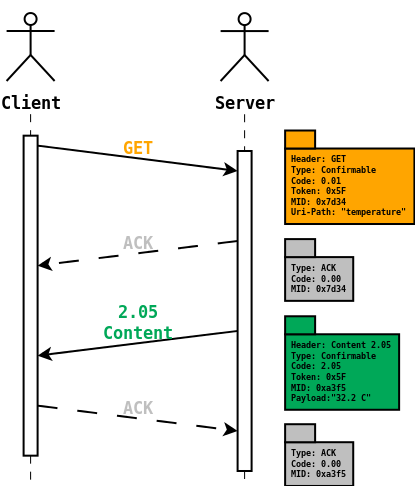 Client
Server
GET
Header: GET
Type: Confirmable
Code: 0.01
Token: 0x5F
MID: 0x7d34
Uri-Path: "temperature"
ACK
Type: ACK
Code: 0.00
MID: 0x7d34
2.05
Content
Header: Content 2.05
Type: Confirmable
Code: 2.05
Token: 0x5F
MID: 0xa3f5
Payload:"32.2 C"
ACK
Type: ACK
Code: 0.00
MID: 0xa3f5